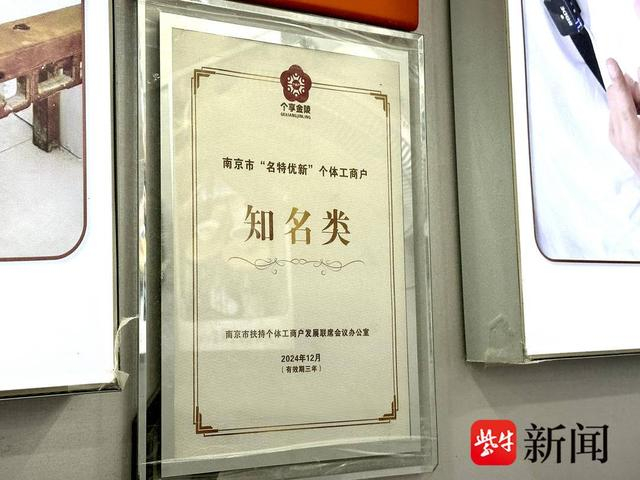 个享金陵
GEXIANGJINLING
南京市“名特优新”个体工商户
知名类
南京市扶持个体工商户发展联席会议办公室
2024年12月
（有效期三年）
紫牛 新闻